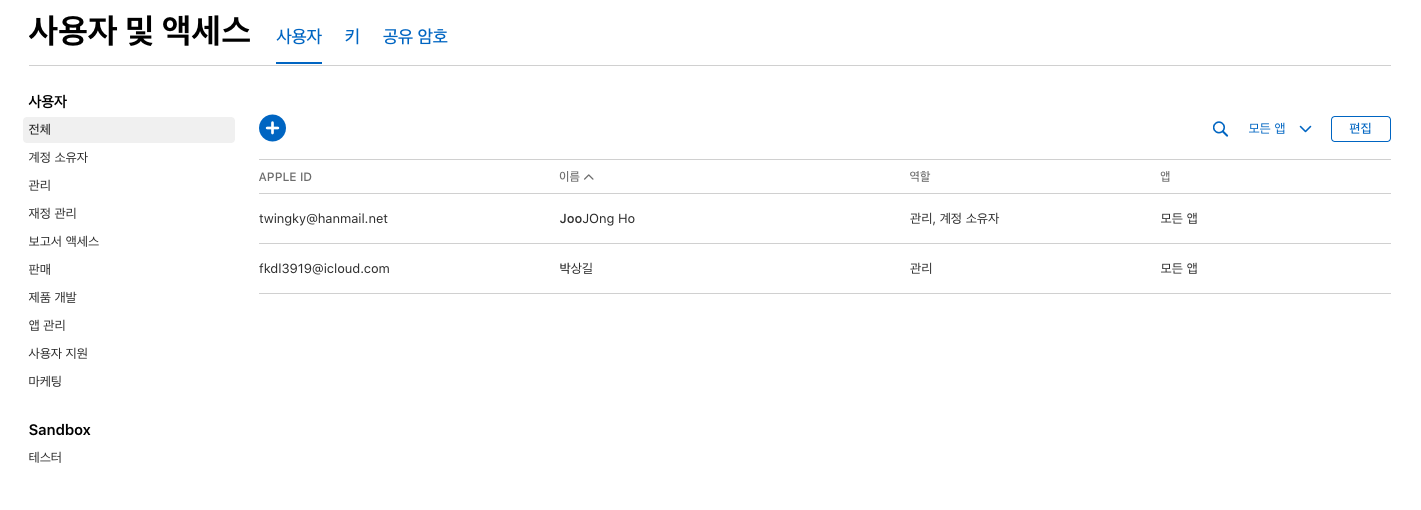 사용자 및 액세스 사용자 키 공유 암호
사용자
전체
계정 소유자
관리
재정 관리
보고서 액세스
판매
제품 개발
앱 관리
사용자 지원
마케팅
Sandbox
테스터
모든 앱 편집
APPLE ID 이름 역할 앱
twingky@hanmail.net JooJOng Ho 관리, 계정 소유자 모든 앱
fkdl3919@icloud.com 박상길 관리 모든 앱